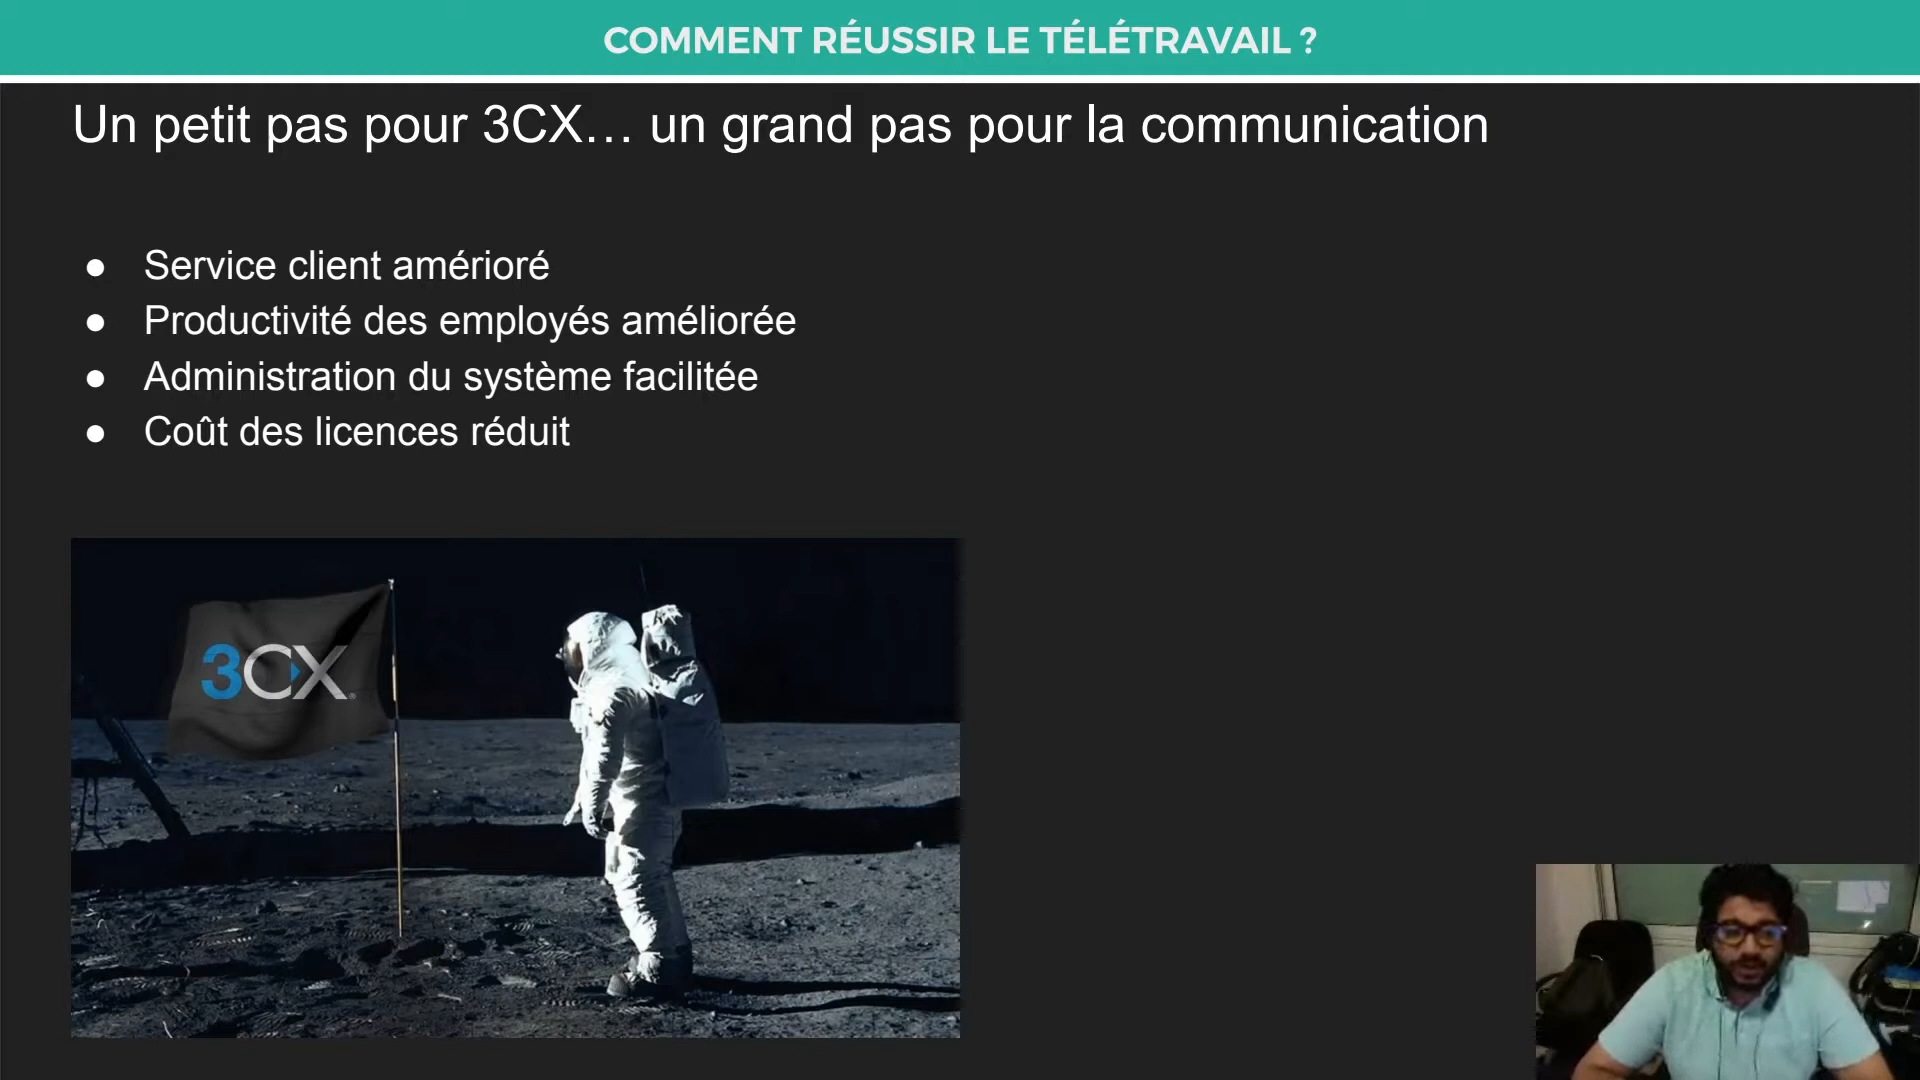 COMMENT RÉUSSIR LE TÉLÉTRAVAIL ?
Un petit pas pour 3CX… un grand pas pour la communication
● Service client amérioré
● Productivité des employés améliorée
● Administration du système facilitée
● Coût des licences réduit
3CX®